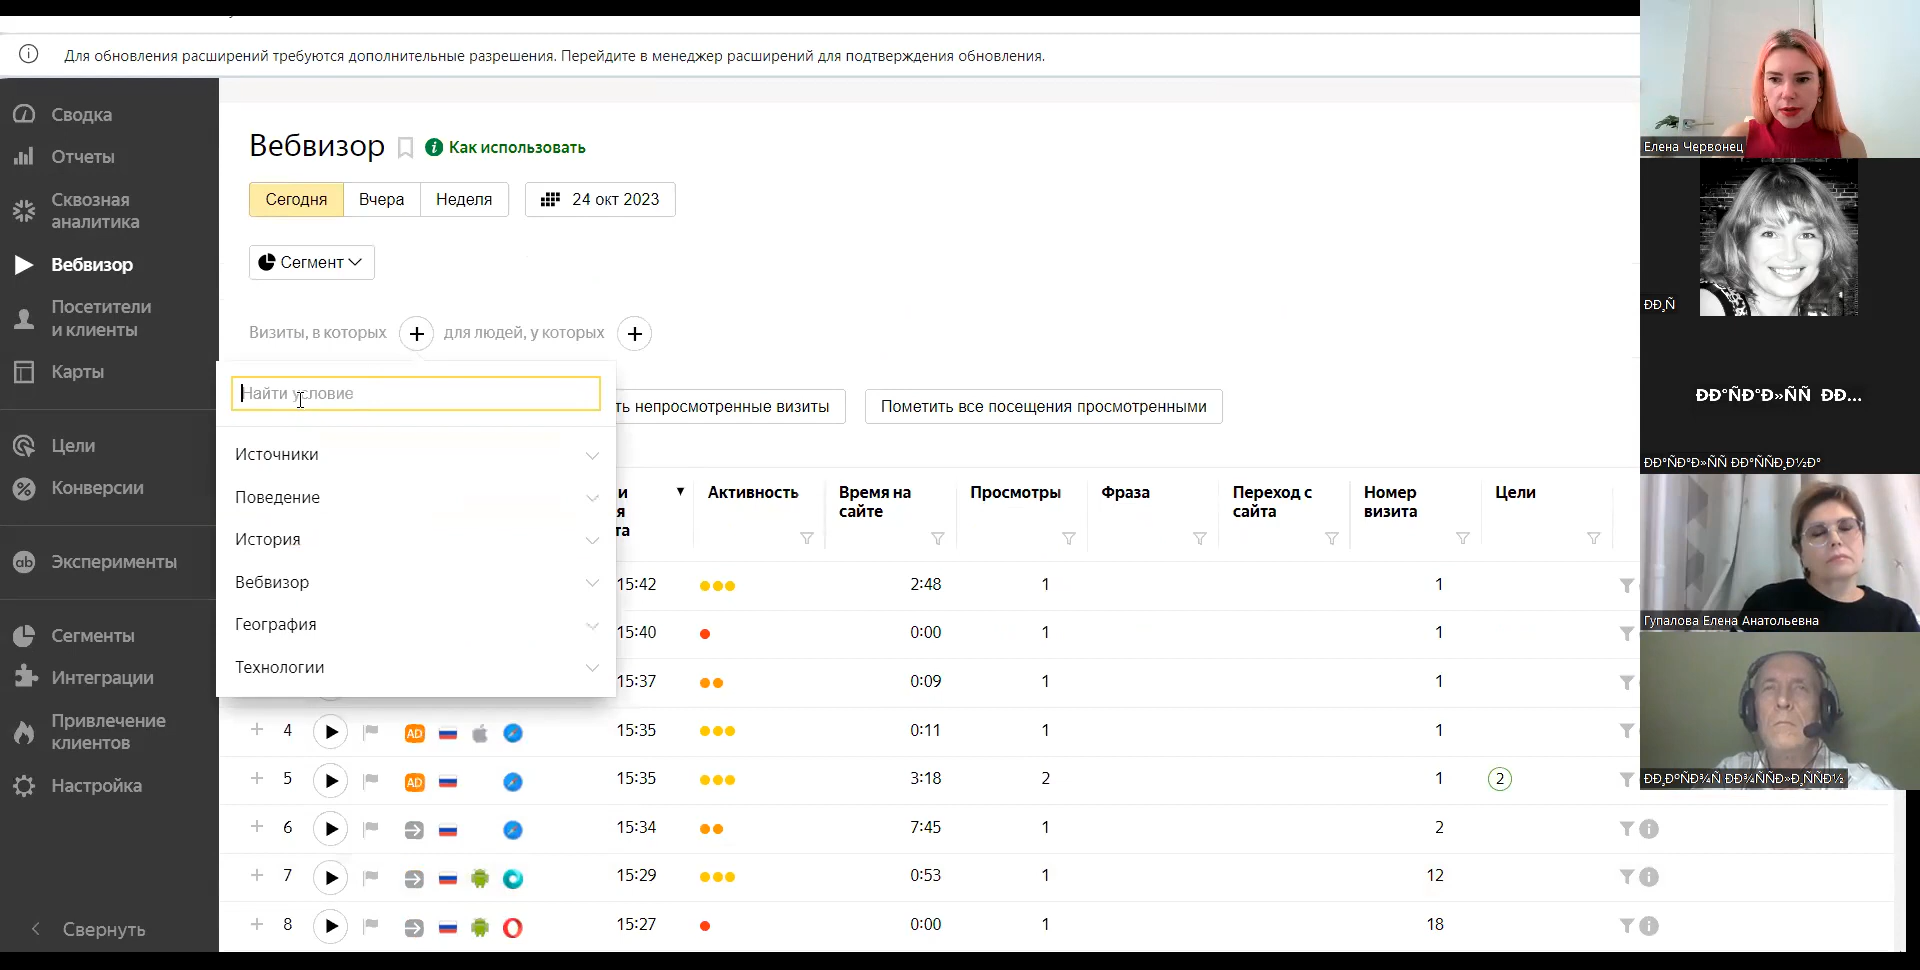 Для обновления расширений требуются дополнительные разрешения. Перейдите в менеджер расширений для подтверждения обновления.
Сводка
Отчеты
Сквозная
аналитика
Вебвизор
Посетители
и клиенты
Карты
Цели
Конверсии
ab Эксперименты
Сегменты
Интеграции
Привлечение
клиентов
Настройка
Свернуть
Вебвизор
Как использовать
Сегодня Вчера Неделя 24 окт 2023
Сегмент
Визиты, в которых + для людей, у которых +
Найти условие
Источники
Поведение
История
Вебвизор
География
Технологии
ть непросмотренные визиты Пометить все посещения просмотренными
и
я
та
Активность
Время на
сайте
Просмотры
Фраза
Переход с
сайта
Номер
визита
Цели
15:42 2:48 1 1
15:40 0:00 1 1
15:37 0:09 1 1
+ 4 AD 15:35 0:11 1 1
+ 5 AD 15:35 3:18 2 1 2
+ 6 15:34 7:45 1 2
+ 7 15:29 0:53 1 12
+ 8 15:27 0:00 1 18
Елена Червонец
ÐÐ¸Ñ
Гупалова Елена Анатольевна